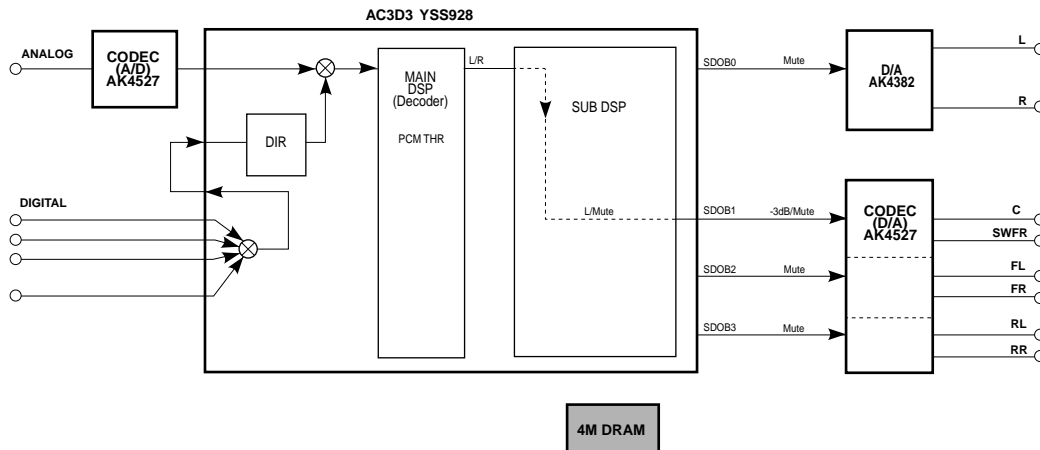 AC3D3 YSS928
ANALOG
CODEC
(A/D)
AK4527
MAIN
DSP
(Decoder)
PCM THR
L/R
SUB DSP
SDOB0
Mute
D/A
AK4382
L
R
DIR
DIGITAL
L/Mute
SDOB1
-3dB/Mute
CODEC
(D/A)
AK4527
C
SWFR
SDOB2
Mute
FL
FR
SDOB3
Mute
RL
RR
4M DRAM